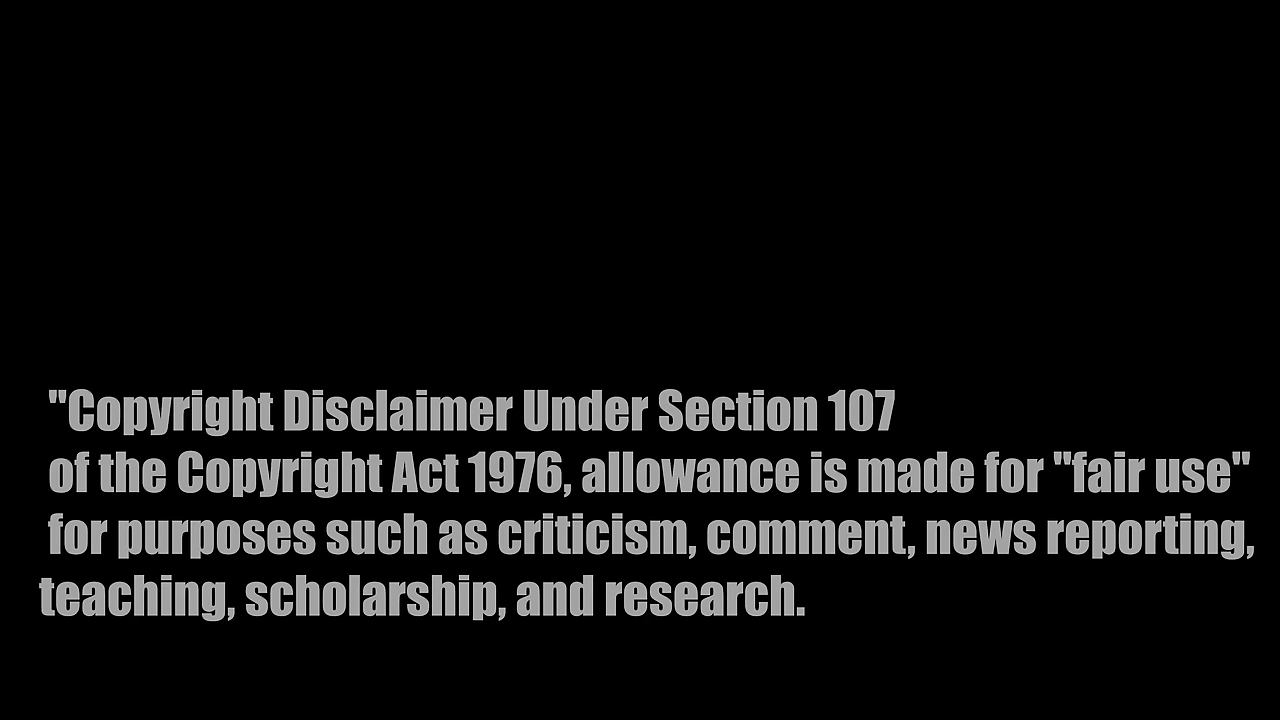 "Copyright Disclaimer Under Section 107
of the Copyright Act 1976, allowance is made for "fair use"
for purposes such as criticism, comment, news reporting,
teaching, scholarship, and research.